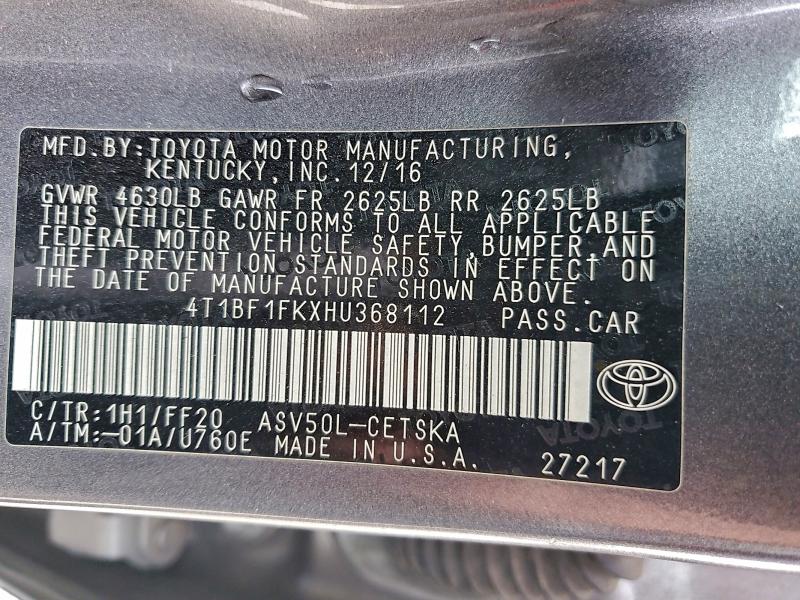 MFD.BY:TOYOTA MOTOR MANUFACTURING,
KENTUCKY, INC. 12/16
GVWR 4630LB GAWR FR 2625LB RR 2625LB
THIS VEHICLE CONFORMS TO ALL APPLICABLE
FEDERAL MOTOR VEHICLE SAFETY, BUMPER, AND
THEFT PREVENTION STANDARDS IN EFFECT ON
THE DATE OF MANUFACTURE SHOWN ABOVE.
4T1BF1FKXHU368112 PASS.CAR
C/TR:1H1/FF20 ASV50L-CETSKA
A/TM:-01A/U760E MADE IN U.S.A. 27217